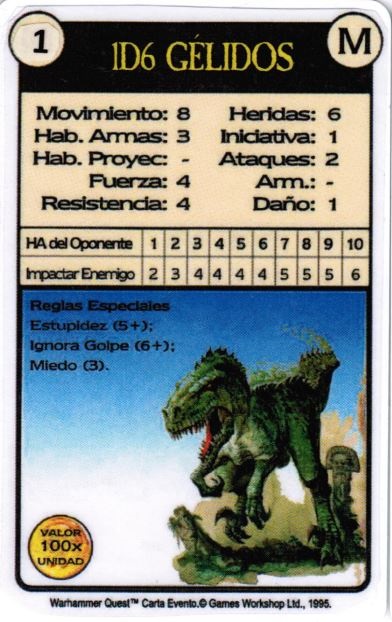 1
M
1D6 GÉLIDOS
Movimiento: 8 Heridas: 6
Hab. Armas: 3 Iniciativa: 1
Hab. Proyec: - Ataques: 2
Fuerza: 4 Arm.: -
Resistencia: 4 Daño: 1
HA del Oponente 1 2 3 4 5 6 7 8 9 10
Impactar Enemigo 2 3 4 4 4 4 5 5 5 6
Reglas Especiales
Estupidez (5+);
Ignora Golpe (6+);
Miedo (3).
VALOR
100x
UNIDAD
Warhammer Quest™ Carta Evento.© Games Workshop Ltd., 1995.